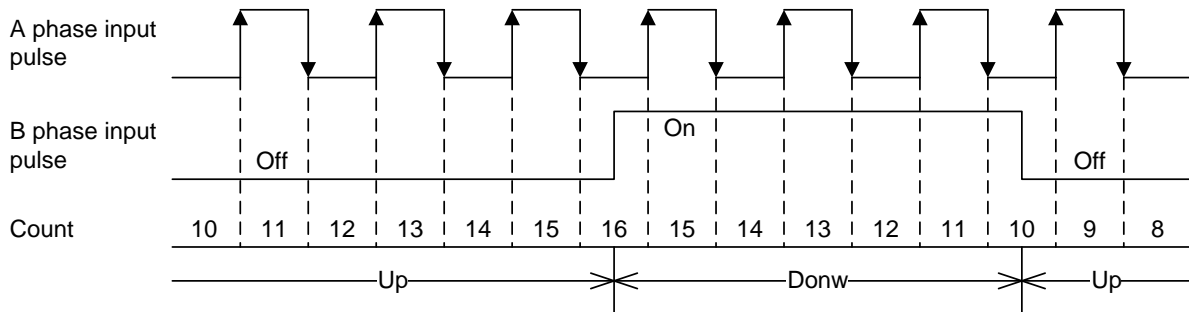 A phase input
pulse
B phase input
pulse
Off
On
Off
Count
10 11 12 13 14 15 16 15 14 13 12 11 10 9 8
Up
Donw
Up